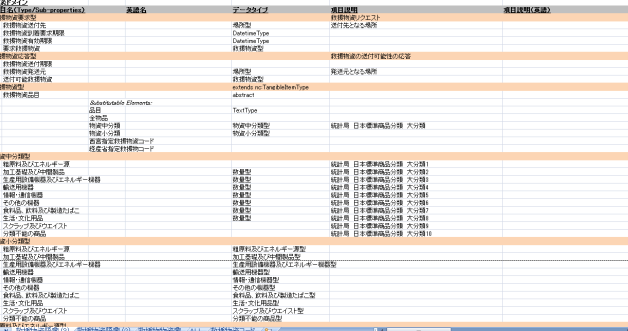 目名(Type/Sub-properties) 英語名 データタイプ 項目説明 項目説明(英語)
援物資要求型 救援物資リクエスト
救援物資送付先 場所型 送付先となる場所
救援物資到着要求期限 DatetimeType
救援物資有効期限 DatetimeType
要求救援物資 救援物資型
援物資応答型 救援物資の送付可能性の応答
救援物資送付期限
救援物資発送元 場所型 発送元となる場所
送付可能救援物資 救援物資型
援物資型 extends nc:TangibleItemType
救援物資品目 abstract
Substitutable Elements:
品目 TextType
全物品
物資中分類 物資中分類型 統計局 日本標準商品分類 大分類
物資小分類 物資小分類型
西宮指定救援物資コード
経産省指定救援物コード
資中分類型
粗原料及びエネルギー源 統計局 日本標準商品分類 大分類1
加工基礎及び中間製品 数量型 統計局 日本標準商品分類 大分類2
生産用設備機器及びエネルギー機器 数量型 統計局 日本標準商品分類 大分類3
輸送用機器 数量型 統計局 日本標準商品分類 大分類4
情報・通信機器 数量型 統計局 日本標準商品分類 大分類5
その他の機器 数量型 統計局 日本標準商品分類 大分類6
食料品、飲料及び製造たばこ 数量型 統計局 日本標準商品分類 大分類7
生活・文化用品 数量型 統計局 日本標準商品分類 大分類8
スクラップ及びウエイスト 統計局 日本標準商品分類 大分類9
分類不能の商品 統計局 日本標準商品分類 大分類10
資小分類型
粗原料及びエネルギー源 粗原料及びエネルギー源型
加工基礎及び中間製品 加工基礎及び中間製品型
生産用設備機器及びエネルギー機器 生産用設備機器及びエネルギー機器型
輸送用機器 輸送用機器型
情報・通信機器 情報・通信機器型
その他の機器 その他の機器型
食料品、飲料及び製造たばこ 食料品、飲料及び製造たばこ型
生活・文化用品 生活・文化用品型
スクラップ及びウエイスト スクラップ及びウエイスト型
分類不能の商品 分類不能の商品型